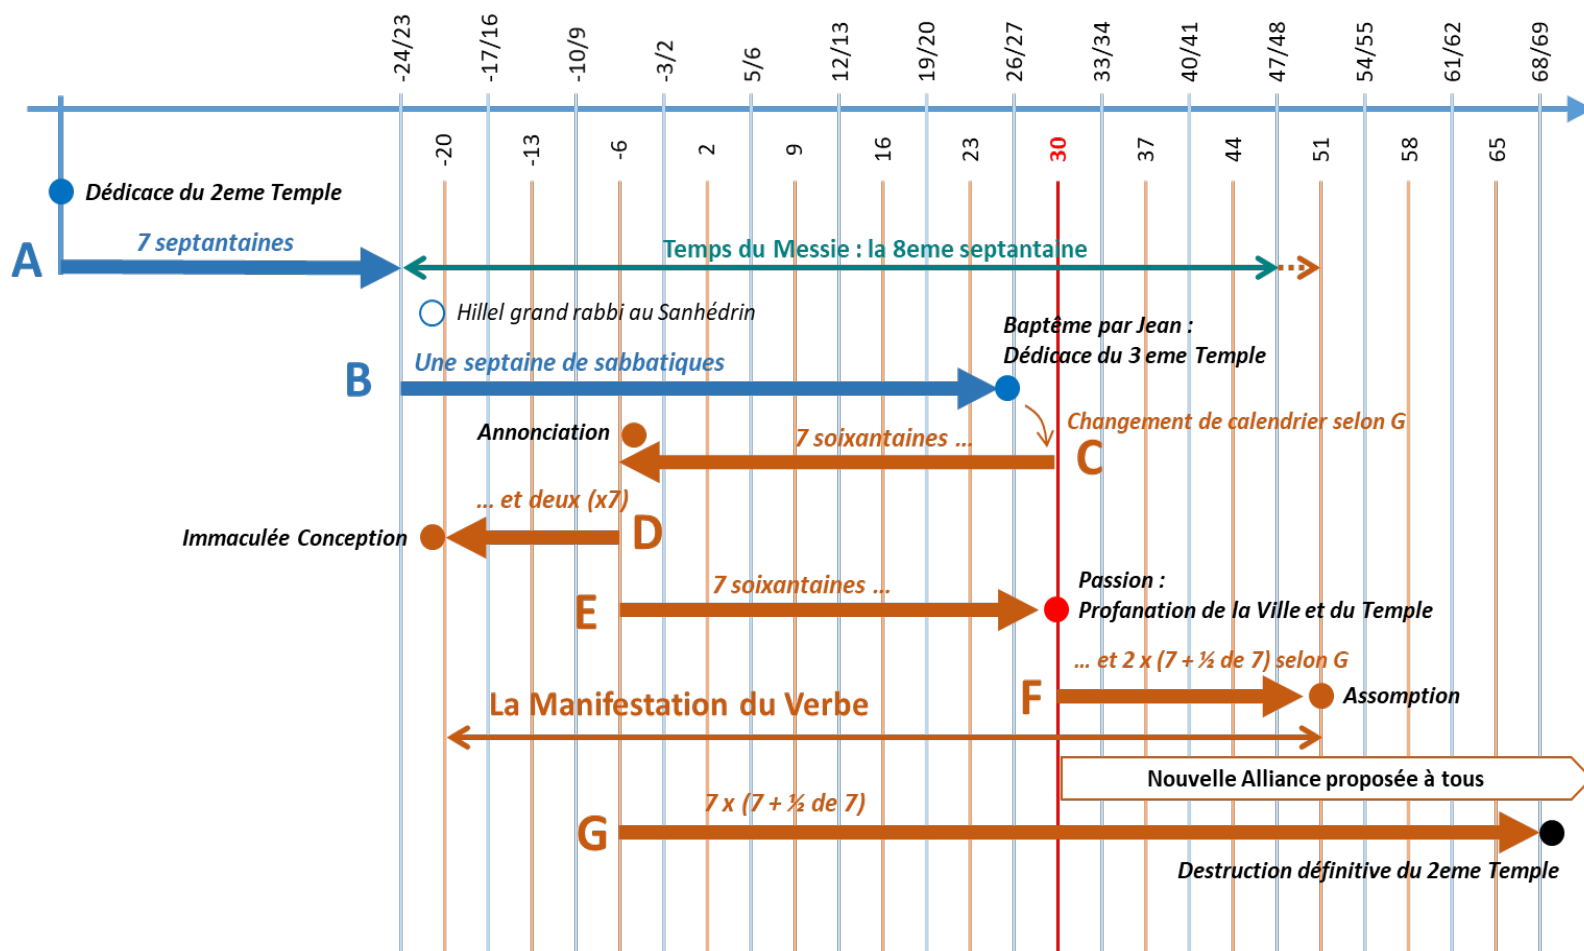 -24/23
-17/16
-10/9
-3/2
5/6
12/13
19/20
26/27
33/34
40/41
47/48
54/55
61/62
68/69
-20
-13
-6
2
9
16
23
30
37
44
51
58
65
Dédicace du 2eme Temple
7 septantaines
A
Temps du Messie : la 8eme septantaine
Hillel grand rabbi au Sanhédrin
Baptême par Jean :
Dédicace du 3 eme Temple
Une septaine de sabbatiques
B
Changement de calendrier selon G
Annonciation
7 soixantaines ...
C
... et deux (x7)
Immaculée Conception
D
Passion :
Profanation de la Ville et du Temple
7 soixantaines ...
E
... et 2 x (7 + ½ de 7) selon G
F
Assomption
La Manifestation du Verbe
Nouvelle Alliance proposée à tous
7 x (7 + ½ de 7)
G
Destruction définitive du 2eme Temple